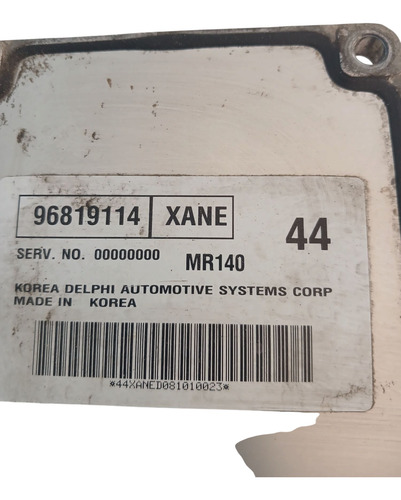 96819114 XANE 44
SERV. NO. 00000000 MR140
KOREA DELPHI AUTOMOTIVE SYSTEMS CORP
MADE IN KOREA
*44XANED081010023*